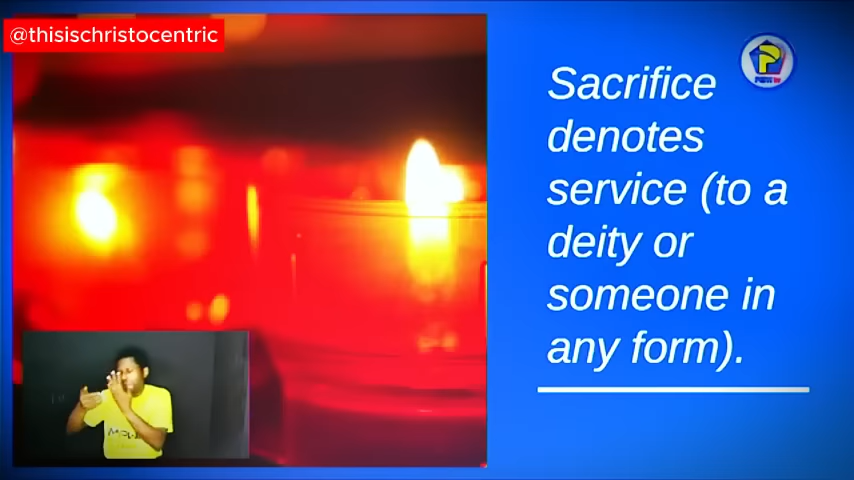 @thisischristocentric
Sacrifice
denotes
service (to a
deity or
someone in
any form).